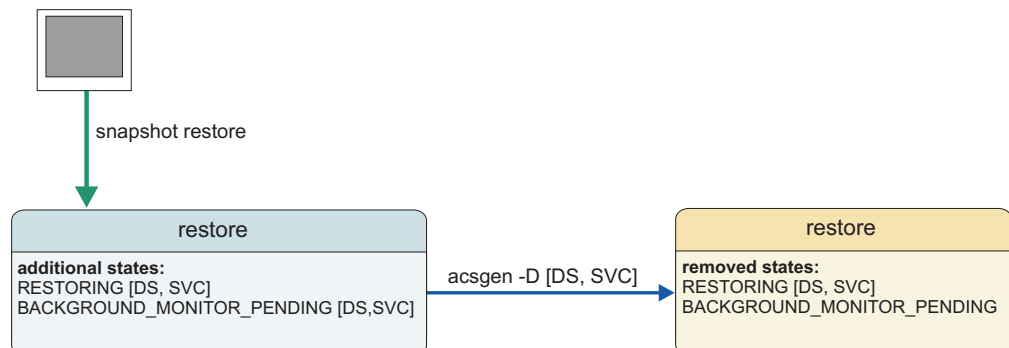 snapshot restore
restore
additional states:
RESTORING [DS, SVC]
BACKGROUND_MONITOR_PENDING [DS,SVC]
acsgen -D [DS, SVC]
restore
removed states:
RESTORING [DS, SVC]
BACKGROUND_MONITOR_PENDING